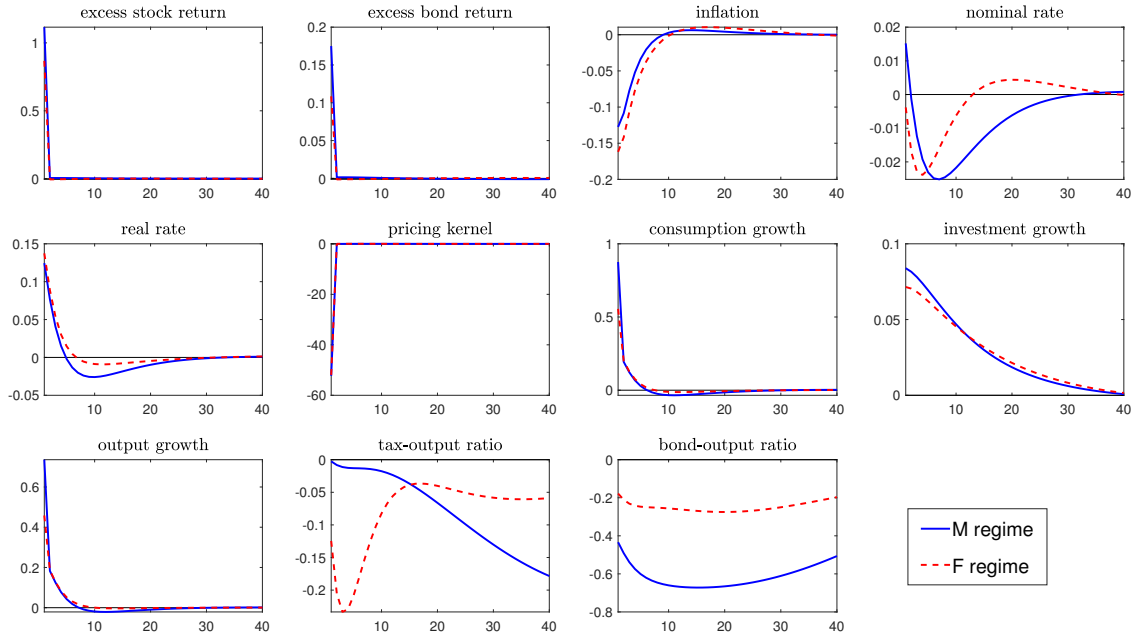 excess stock return
1
0.5
0
10 20 30 40
excess bond return
0.2
0.15
0.1
0.05
0
10 20 30 40
inflation
0
-0.05
-0.1
-0.15
-0.2
10 20 30 40
nominal rate
0.02
0.01
0
-0.01
-0.02
10 20 30 40
real rate
0.15
0.1
0.05
0
-0.05
10 20 30 40
pricing kernel
0
-20
-40
-60
10 20 30 40
consumption growth
1
0.5
0
10 20 30 40
investment growth
0.1
0.05
0
10 20 30 40
output growth
0.6
0.4
0.2
0
10 20 30 40
tax-output ratio
0
-0.05
-0.1
-0.15
-0.2
10 20 30 40
bond-output ratio
0
-0.2
-0.4
-0.6
-0.8
10 20 30 40
M regime
F regime